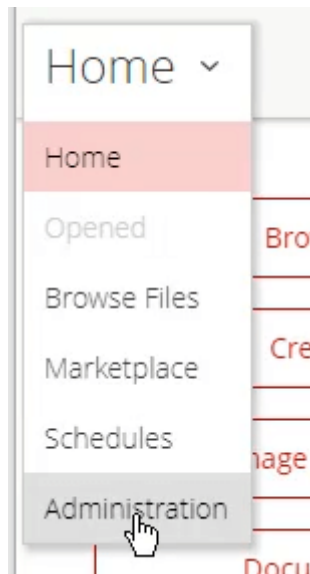 Home
Home
Opened
Browse Files
Marketplace
Schedules
Administration